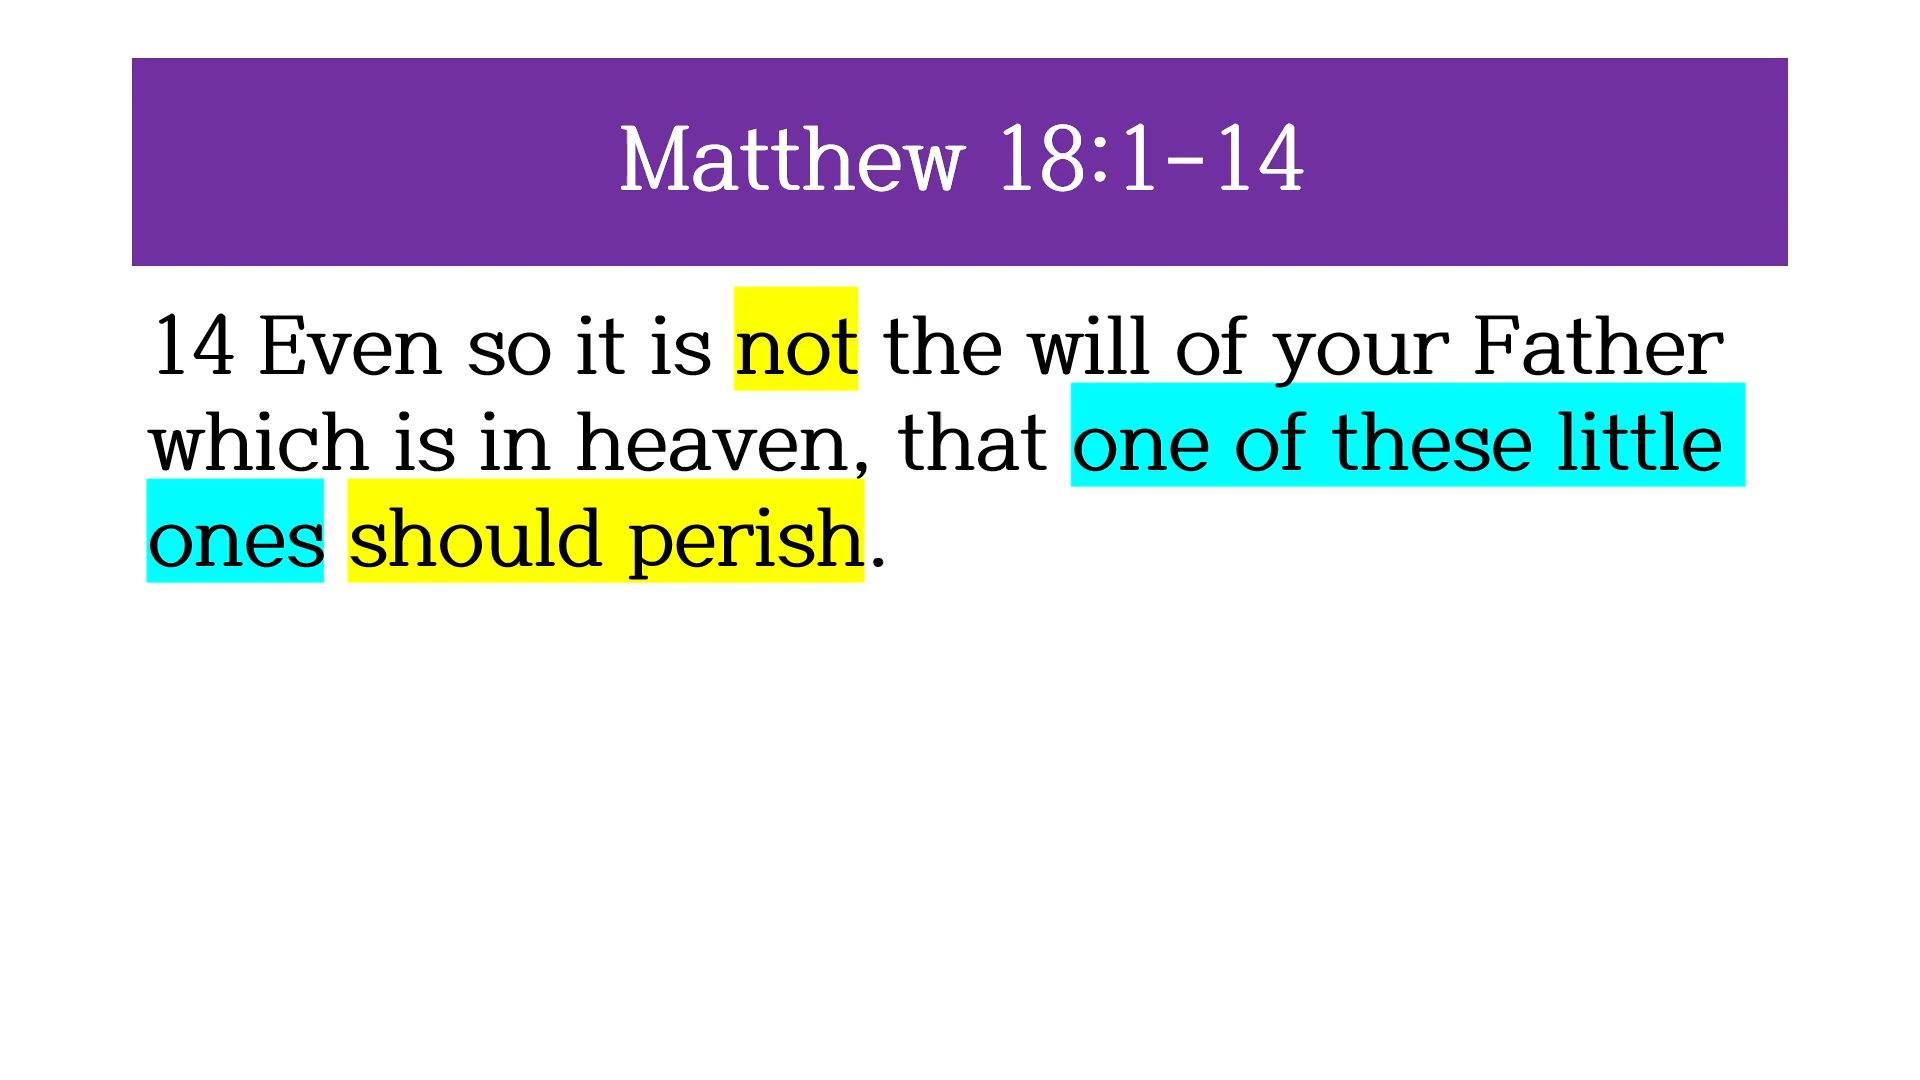 Matthew 18:1-14
14 Even so it is not the will of your Father
which is in heaven, that one of these little
ones should perish.